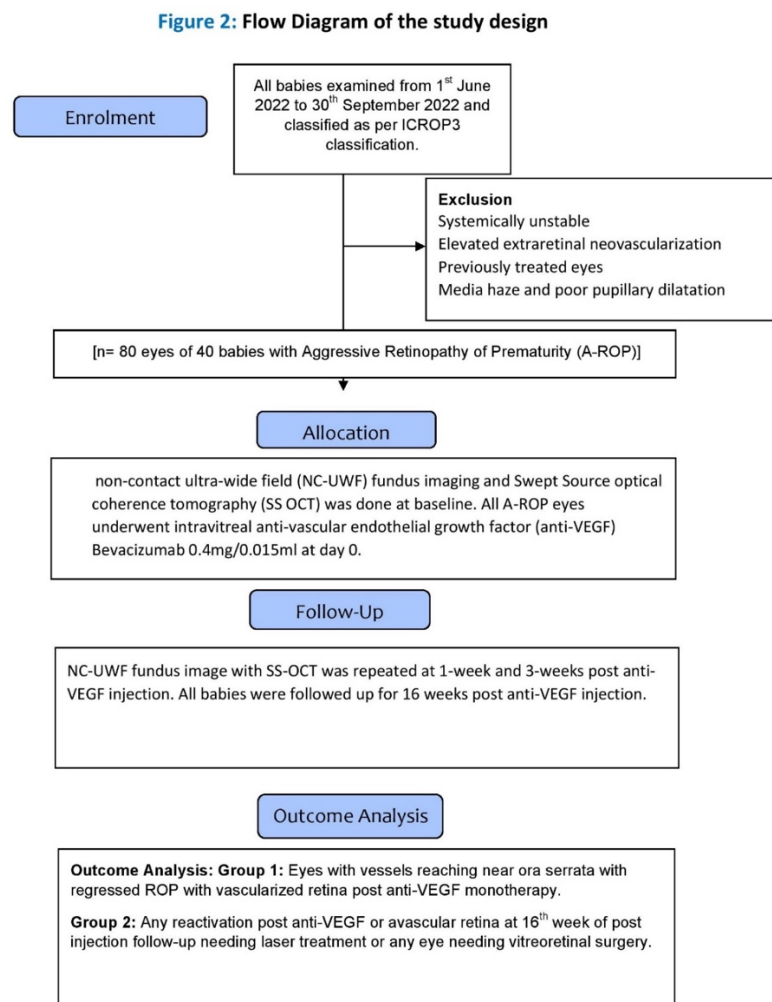 Figure 2: Flow Diagram of the study design
Enrolment
All babies examined from 1st June
2022 to 30th September 2022 and
classified as per ICROP3
classification.
Exclusion
Systemically unstable
Elevated extraretinal neovascularization
Previously treated eyes
Media haze and poor pupillary dilatation
[n= 80 eyes of 40 babies with Aggressive Retinopathy of Prematurity (A-ROP)]
Allocation
non-contact ultra-wide field (NC-UWF) fundus imaging and Swept Source optical
coherence tomography (SS OCT) was done at baseline. All A-ROP eyes
underwent intravitreal anti-vascular endothelial growth factor (anti-VEGF)
Bevacizumab 0.4mg/0.015ml at day 0.
Follow-Up
NC-UWF fundus image with SS-OCT was repeated at 1-week and 3-weeks post anti-
VEGF injection. All babies were followed up for 16 weeks post anti-VEGF injection.
Outcome Analysis
Outcome Analysis: Group 1: Eyes with vessels reaching near ora serrata with
regressed ROP with vascularized retina post anti-VEGF monotherapy.
Group 2: Any reactivation post anti-VEGF or avascular retina at 16th week of post
injection follow-up needing laser treatment or any eye needing vitreoretinal surgery.